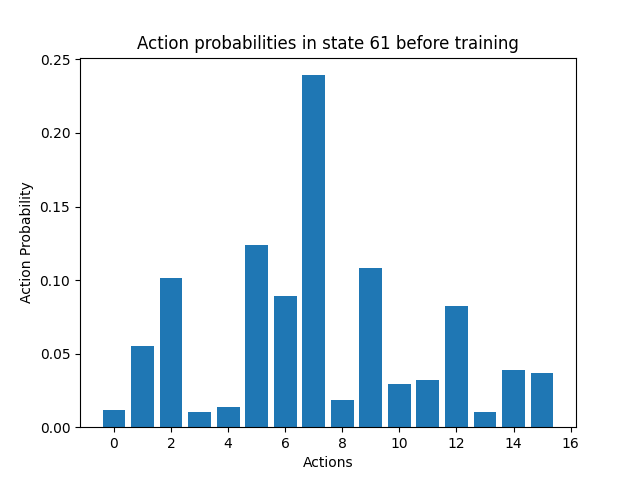 Action probabilities in state 61 before training
0.25
0.20
0.15
0.10
0.05
0.00
Action Probability
0 2 4 6 8 10 12 14 16
Actions